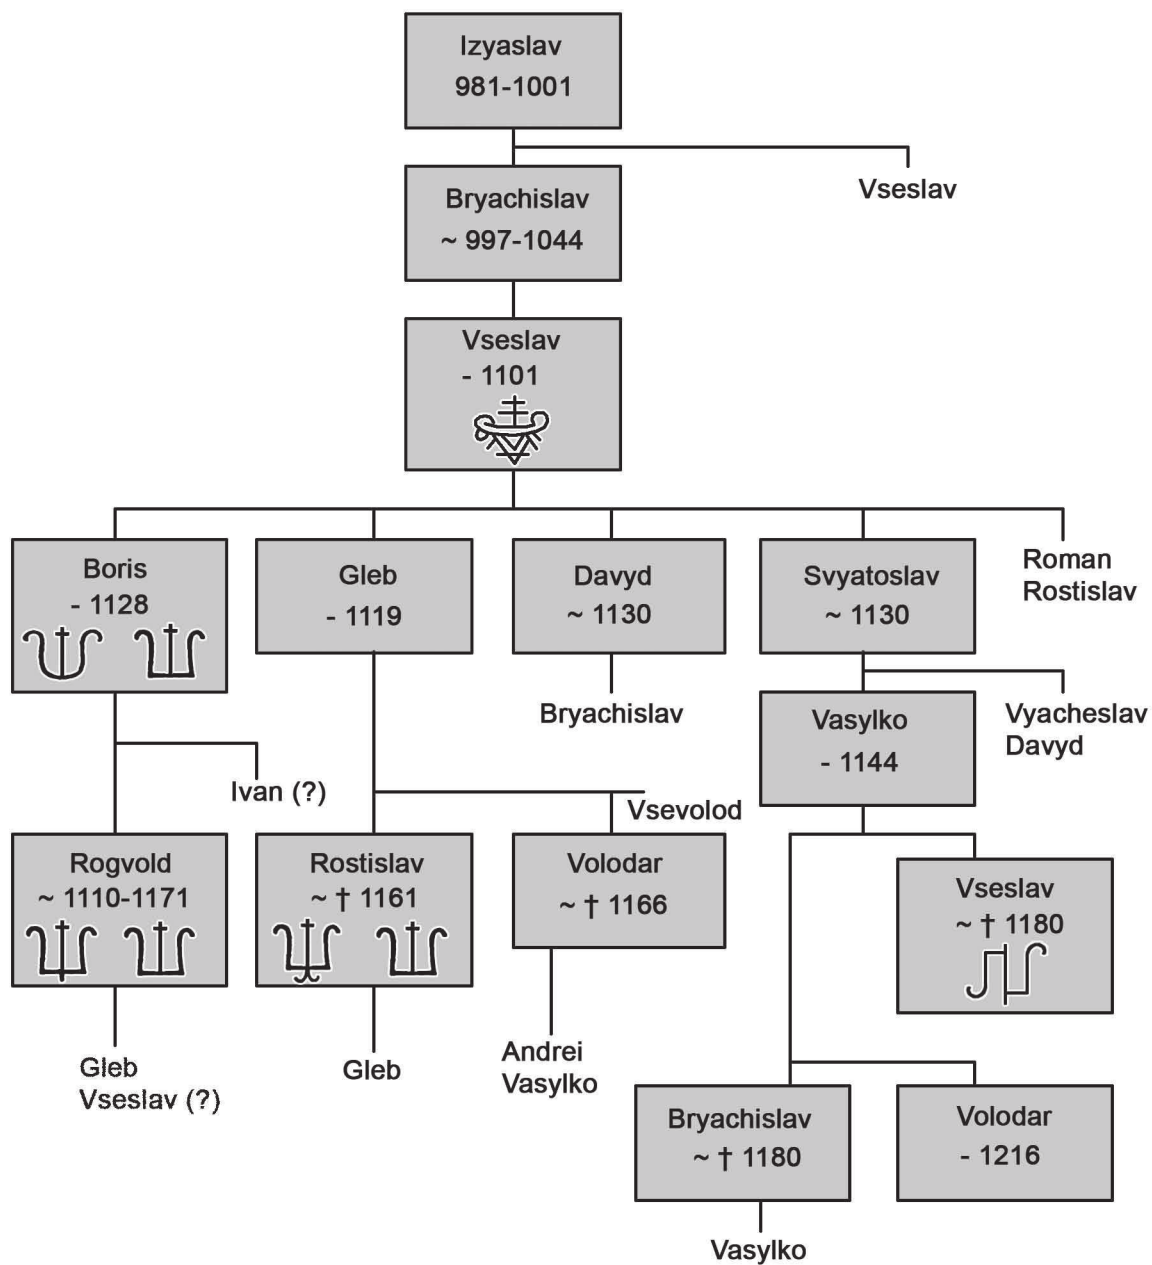 Izyaslav
981-1001
Vseslav
Bryachislav
~ 997-1044
Vseslav
- 1101
Boris
- 1128
Gleb
- 1119
Davyd
~ 1130
Svyatoslav
~ 1130
Roman
Rostislav
Bryachislav
Vasylko
- 1144
Vyacheslav
Davyd
Ivan (?)
Vsevolod
Rogvold
~ 1110-1171
Rostislav
~ † 1161
Volodar
~ † 1166
Vseslav
~ † 1180
Gleb
Vseslav (?)
Gleb
Andrei
Vasylko
Bryachislav
~ † 1180
Volodar
- 1216
Vasylko